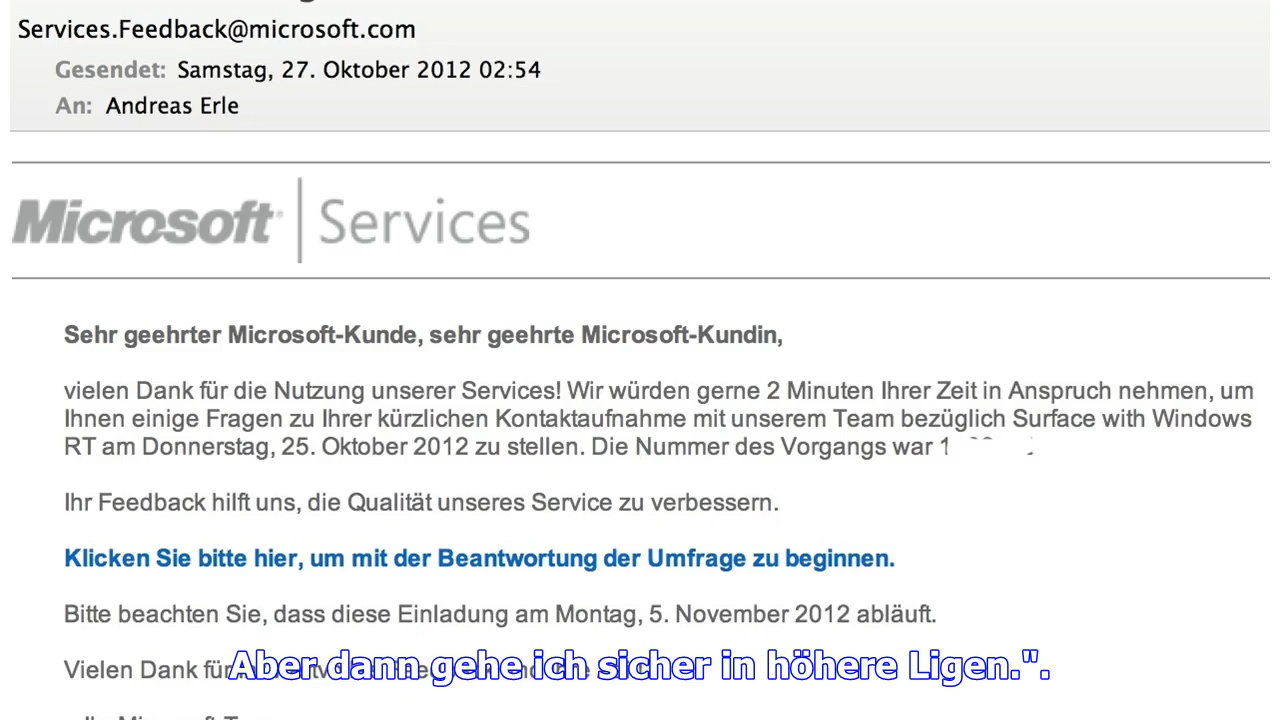 Services.Feedback@microsoft.com
Gesendet: Samstag, 27. Oktober 2012 02:54
An: Andreas Erle
Microsoft | Services
Sehr geehrter Microsoft-Kunde, sehr geehrte Microsoft-Kundin,
vielen Dank für die Nutzung unserer Services! Wir würden gerne 2 Minuten Ihrer Zeit in Anspruch nehmen, um
Ihnen einige Fragen zu Ihrer kürzlichen Kontaktaufnahme mit unserem Team bezüglich Surface with Windows
RT am Donnerstag, 25. Oktober 2012 zu stellen. Die Nummer des Vorgangs war
Ihr Feedback hilft uns, die Qualität unseres Service zu verbessern.
Klicken Sie bitte hier, um mit der Beantwortung der Umfrage zu beginnen.
Bitte beachten Sie, dass diese Einladung am Montag, 5. November 2012 abläuft.
Vielen Dank für
Aber dann gehe ich sicher in höhere Ligen.".